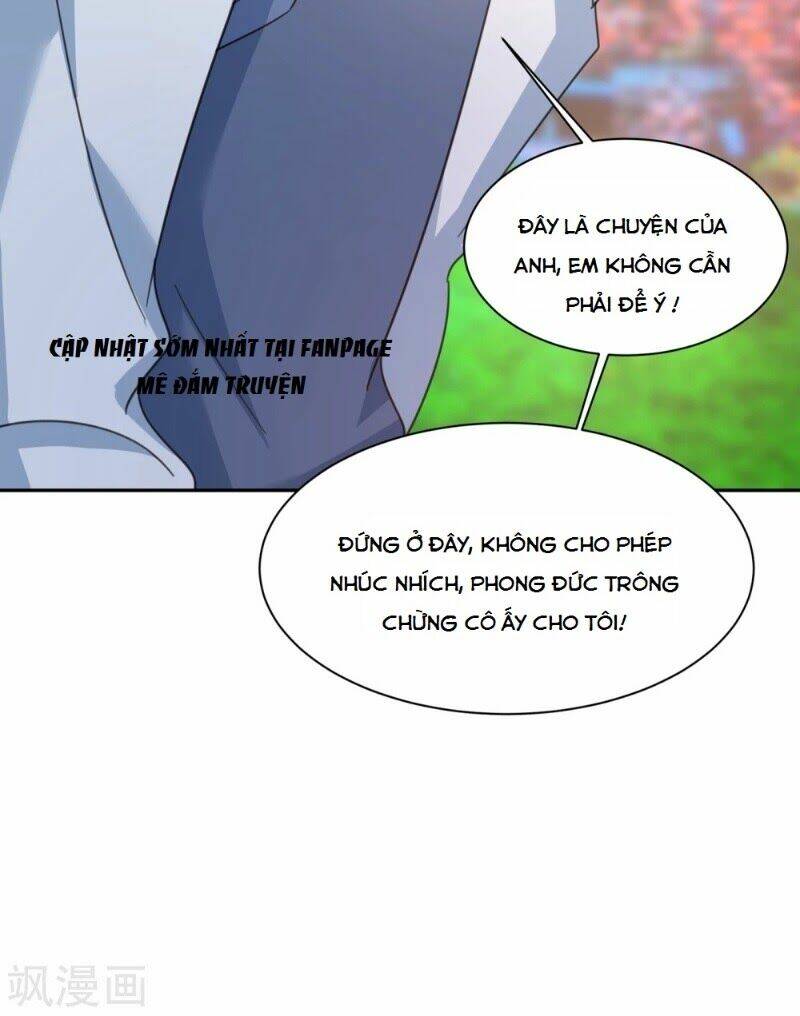 ĐÂY LÀ CHUYỆN CỦA
ANH, EM KHÔNG CẦN
PHẢI ĐỂ Ý!
CẬP NHẬT SỚM NHẤT TẠI FANPAGE
MÊ ĐẮM TRUYỆN
ĐỨNG Ở ĐÂY, KHÔNG CHO PHÉP
NHÚC NHÍCH, PHONG ĐỨC TRÔNG
CHỪNG CÔ ẤY CHO TÔI!
飒漫画